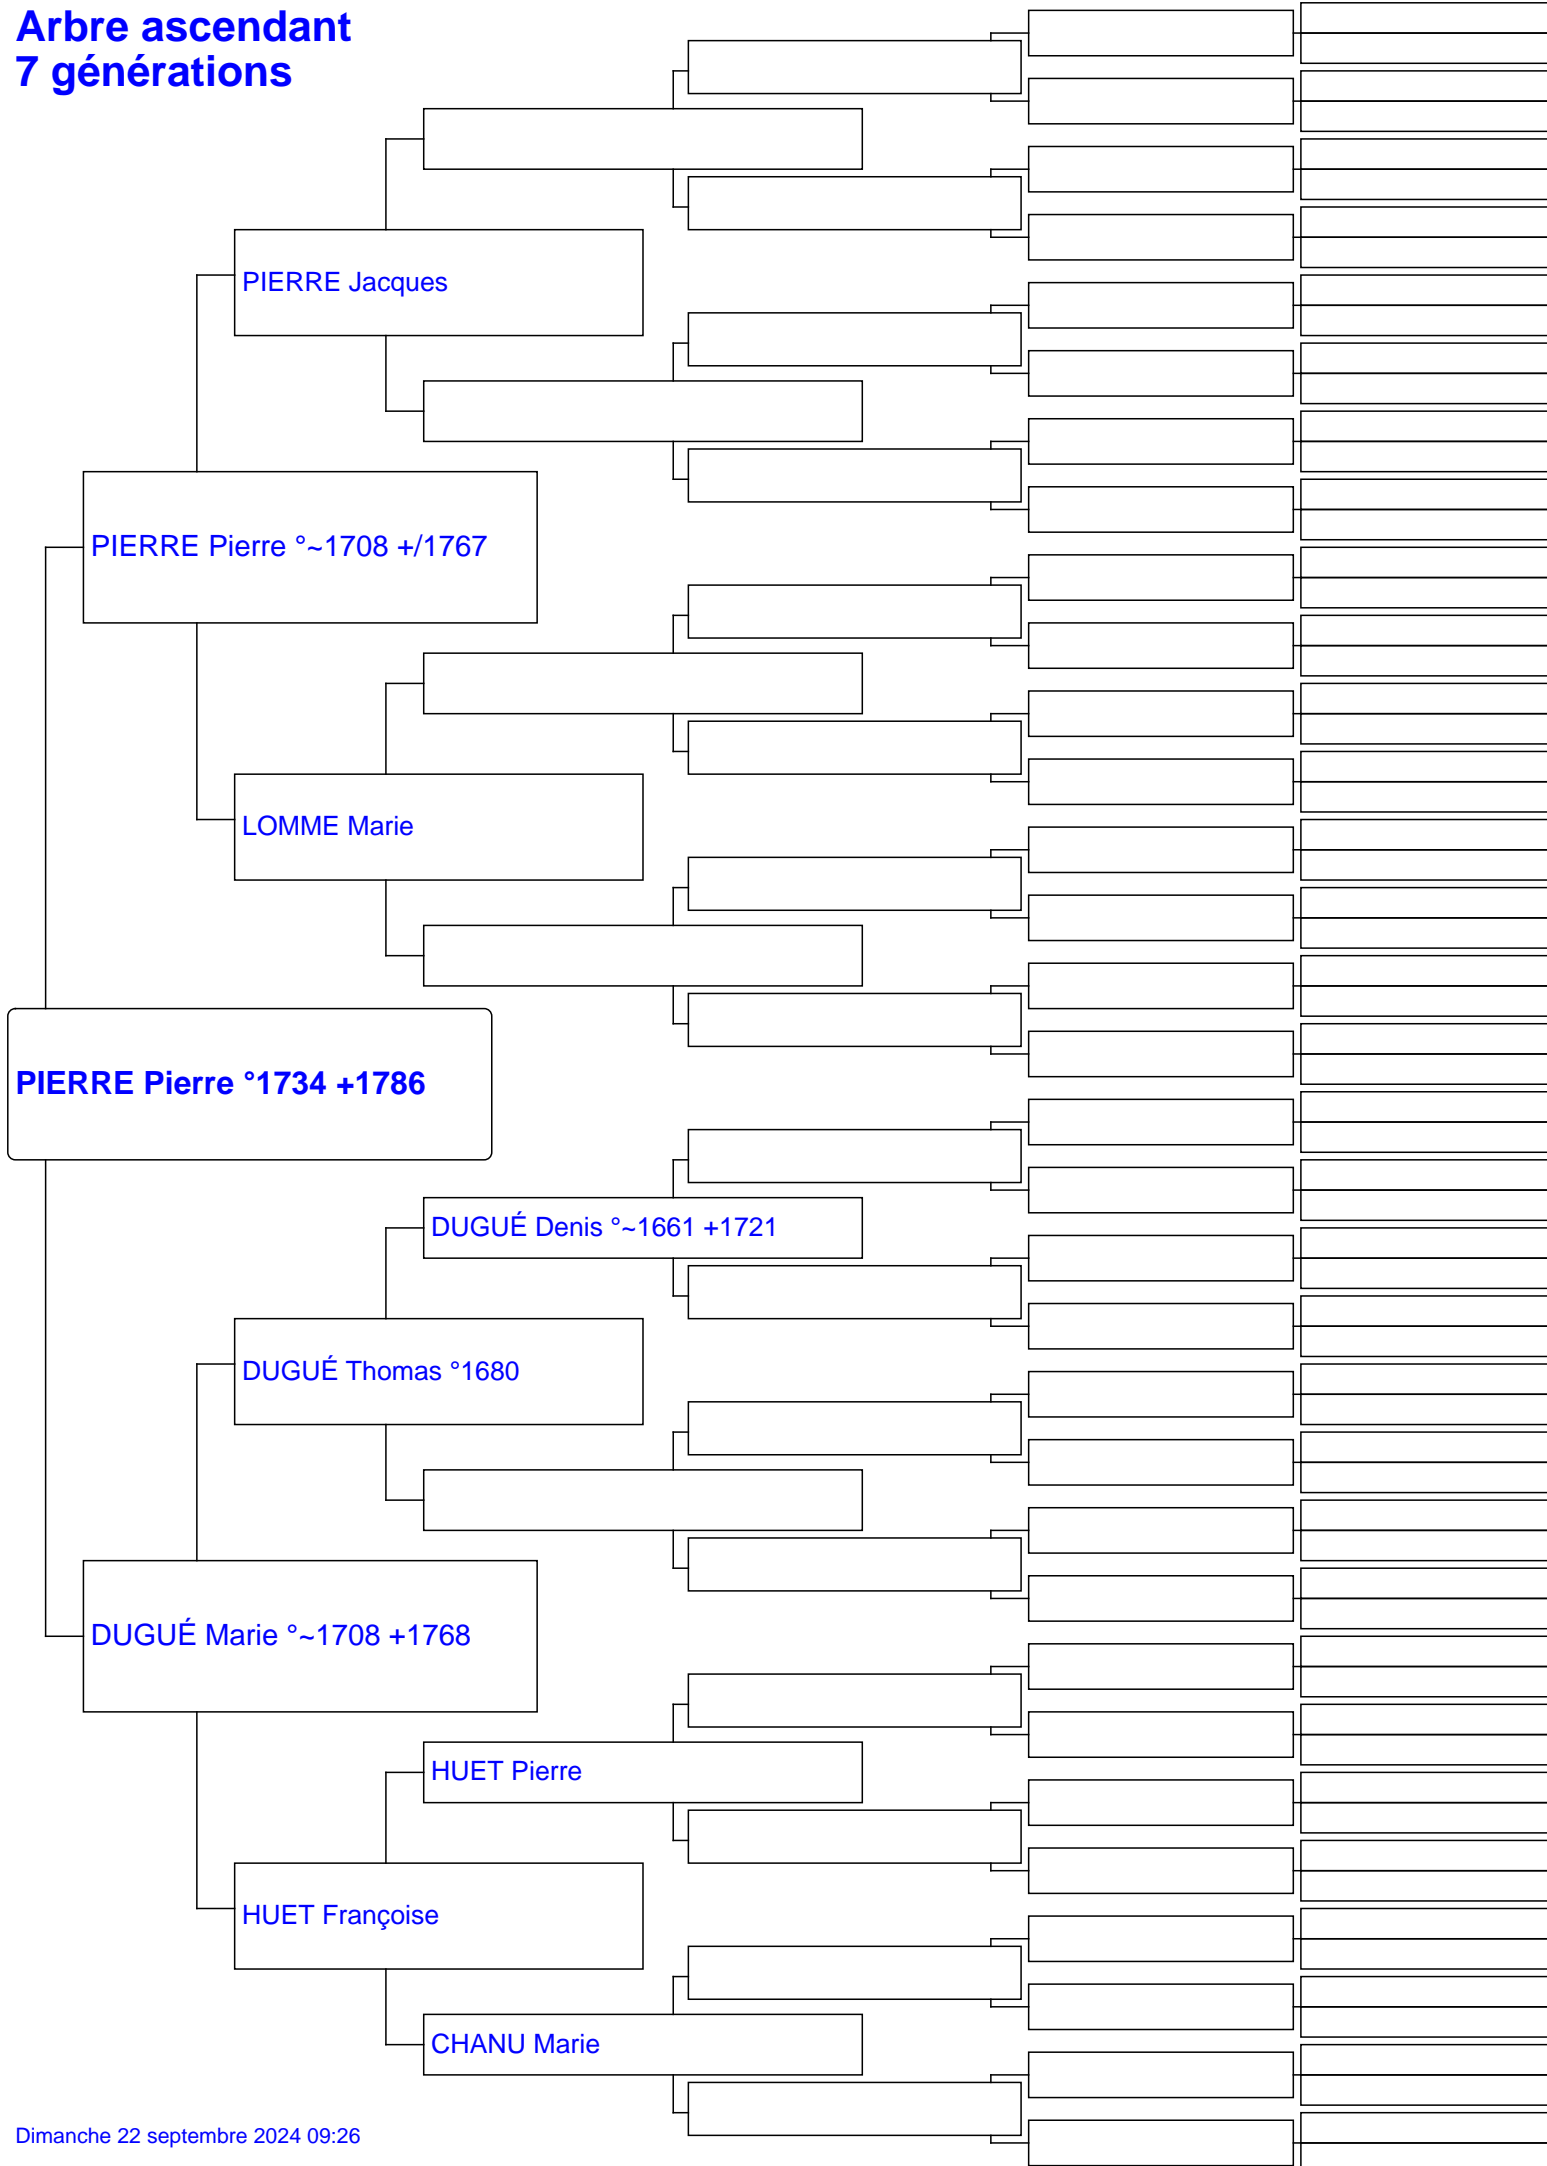 Arbre ascendant
7 générations
PIERRE Jacques
PIERRE Pierre °~1708 +/1767
LOMME Marie
PIERRE Pierre °1734 +1786
DUGUÉ Denis °~1661 +1721
DUGUÉ Thomas °1680
DUGUÉ Marie °~1708 +1768
HUET Pierre
HUET Françoise
CHANU Marie
Dimanche 22 septembre 2024 09:26